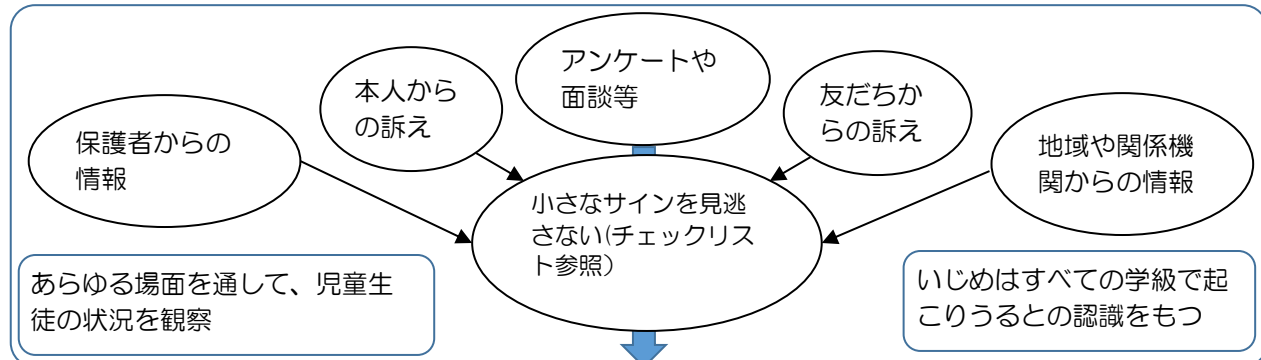 アンケートや
面談等
本人から
の訴え
友だちか
らの訴え
保護者からの
情報
地域や関係機
関からの情報
小さなサインを見逃
さない(チェックリス
ト参照）
あらゆる場面を通して、児童生
徒の状況を観察
いじめはすべての学級で起
こりうるとの認識をもつ